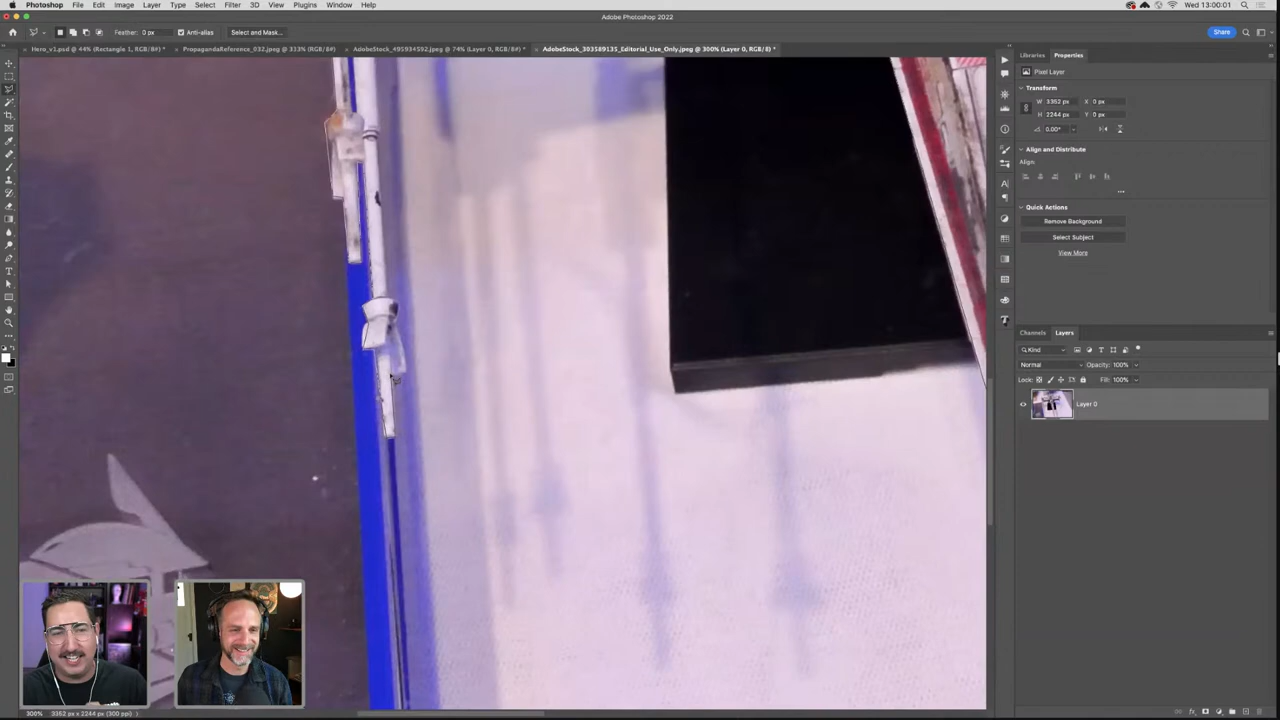 Photoshop File Edit Image Layer Type Select Filter 3D View Plugins Window Help
Wed 13:00:01
Adobe Photoshop 2022
Feather: 0 px Anti-alias Select and Mask... Share
Hero_v1.psd @ 44% (Rectangle 1, RGB/8#) * PropagandaReference_032.jpeg @ 313% (RGB/8#) AdobeStock_495934592.jpeg @ 74% (Layer 0, RGB/8#) * AdobeStock_303589135_Editorial_Use_Only.jpeg @ 300% (Layer 0, RGB/8) *
Libraries Properties
Pixel Layer
Transform
W 3362 px X 0 px
H 2244 px Y 0 px
0.00°
Align and Distribute
Align:
Quick Actions
Remove Background
Select Subject
View More
Channels Layers
Kind
Normal Opacity: 100%
Lock: Fill: 100%
Layer 0
300% 3362 px x 2244 px (300 ppi)